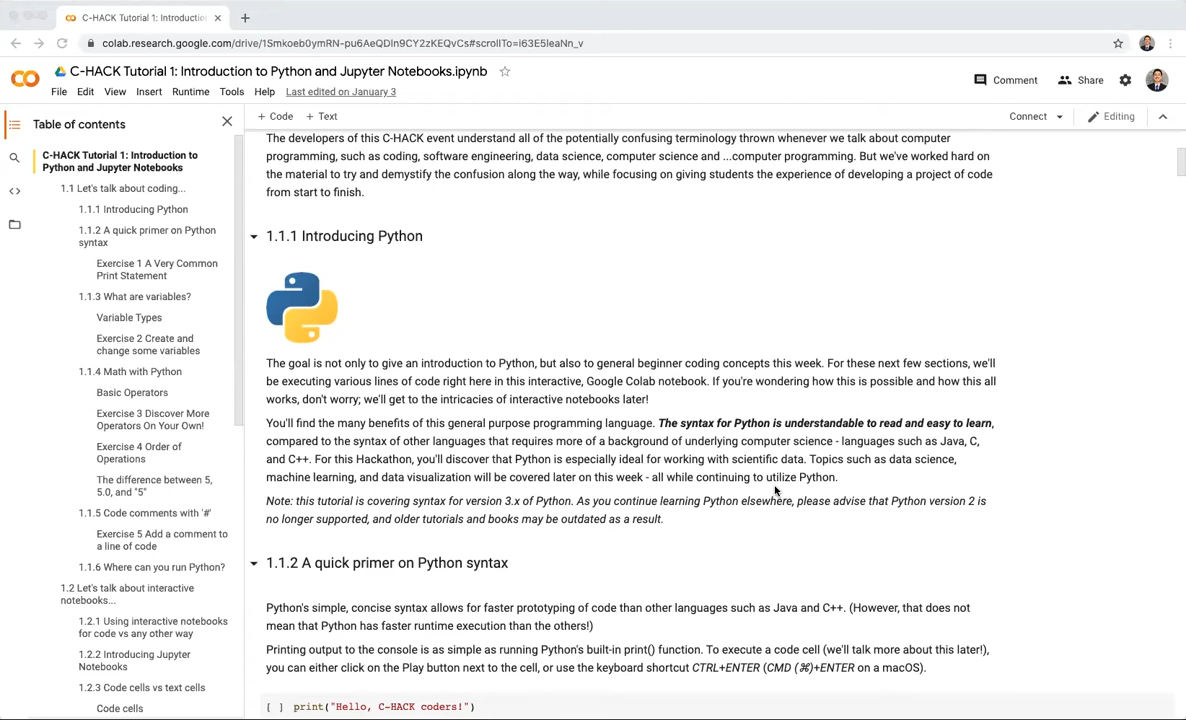 C-HACK Tutorial 1: Introductio
colab.research.google.com/drive/1Smkoeb0ymRN-pu6AeQDIn9CY2zKEQvCs#scrollTo=i63E5leaNn_v
C-HACK Tutorial 1: Introduction to Python and Jupyter Notebooks.ipynb
File Edit View Insert Runtime Tools Help Last edited on January 3
Comment Share
+ Code + Text
Connect Editing
Table of contents
C-HACK Tutorial 1: Introduction to
Python and Jupyter Notebooks
1.1 Let's talk about coding...
1.1.1 Introducing Python
1.1.2 A quick primer on Python
syntax
Exercise 1 A Very Common
Print Statement
1.1.3 What are variables?
Variable Types
Exercise 2 Create and
change some variables
1.1.4 Math with Python
Basic Operators
Exercise 3 Discover More
Operators On Your Own!
Exercise 4 Order of
Operations
The difference between 5,
5.0, and "5"
1.1.5 Code comments with '#'
Exercise 5 Add a comment to
a line of code
1.1.6 Where can you run Python?
1.2 Let's talk about interactive
notebooks...
1.2.1 Using interactive notebooks
for code vs any other way
1.2.2 Introducing Jupyter
Notebooks
1.2.3 Code cells vs text cells
Code cells
The developers of this C-HACK event understand all of the potentially confusing terminology thrown whenever we talk about computer
programming, such as coding, software engineering, data science, computer science and ...computer programming. But we've worked hard on
the material to try and demystify the confusion along the way, while focusing on giving students the experience of developing a project of code
from start to finish.
1.1.1 Introducing Python
The goal is not only to give an introduction to Python, but also to general beginner coding concepts this week. For these next few sections, we'll
be executing various lines of code right here in this interactive, Google Colab notebook. If you're wondering how this is possible and how this all
works, don't worry; we'll get to the intricacies of interactive notebooks later!
You'll find the many benefits of this general purpose programming language. The syntax for Python is understandable to read and easy to learn,
compared to the syntax of other languages that requires more of a background of underlying computer science - languages such as Java, C,
and C++. For this Hackathon, you'll discover that Python is especially ideal for working with scientific data. Topics such as data science,
machine learning, and data visualization will be covered later on this week - all while continuing to utilize Python.
Note: this tutorial is covering syntax for version 3.x of Python. As you continue learning Python elsewhere, please advise that Python version 2 is
no longer supported, and older tutorials and books may be outdated as a result.
1.1.2 A quick primer on Python syntax
Python's simple, concise syntax allows for faster prototyping of code than other languages such as Java and C++. (However, that does not
mean that Python has faster runtime execution than the others!)
Printing output to the console is as simple as running Python's built-in print() function. To execute a code cell (we'll talk more about this later!),
you can either click on the Play button next to the cell, or use the keyboard shortcut CTRL+ENTER (CMD (⌘)+ENTER on a macOS).
[ ] print("Hello, C-HACK coders!")